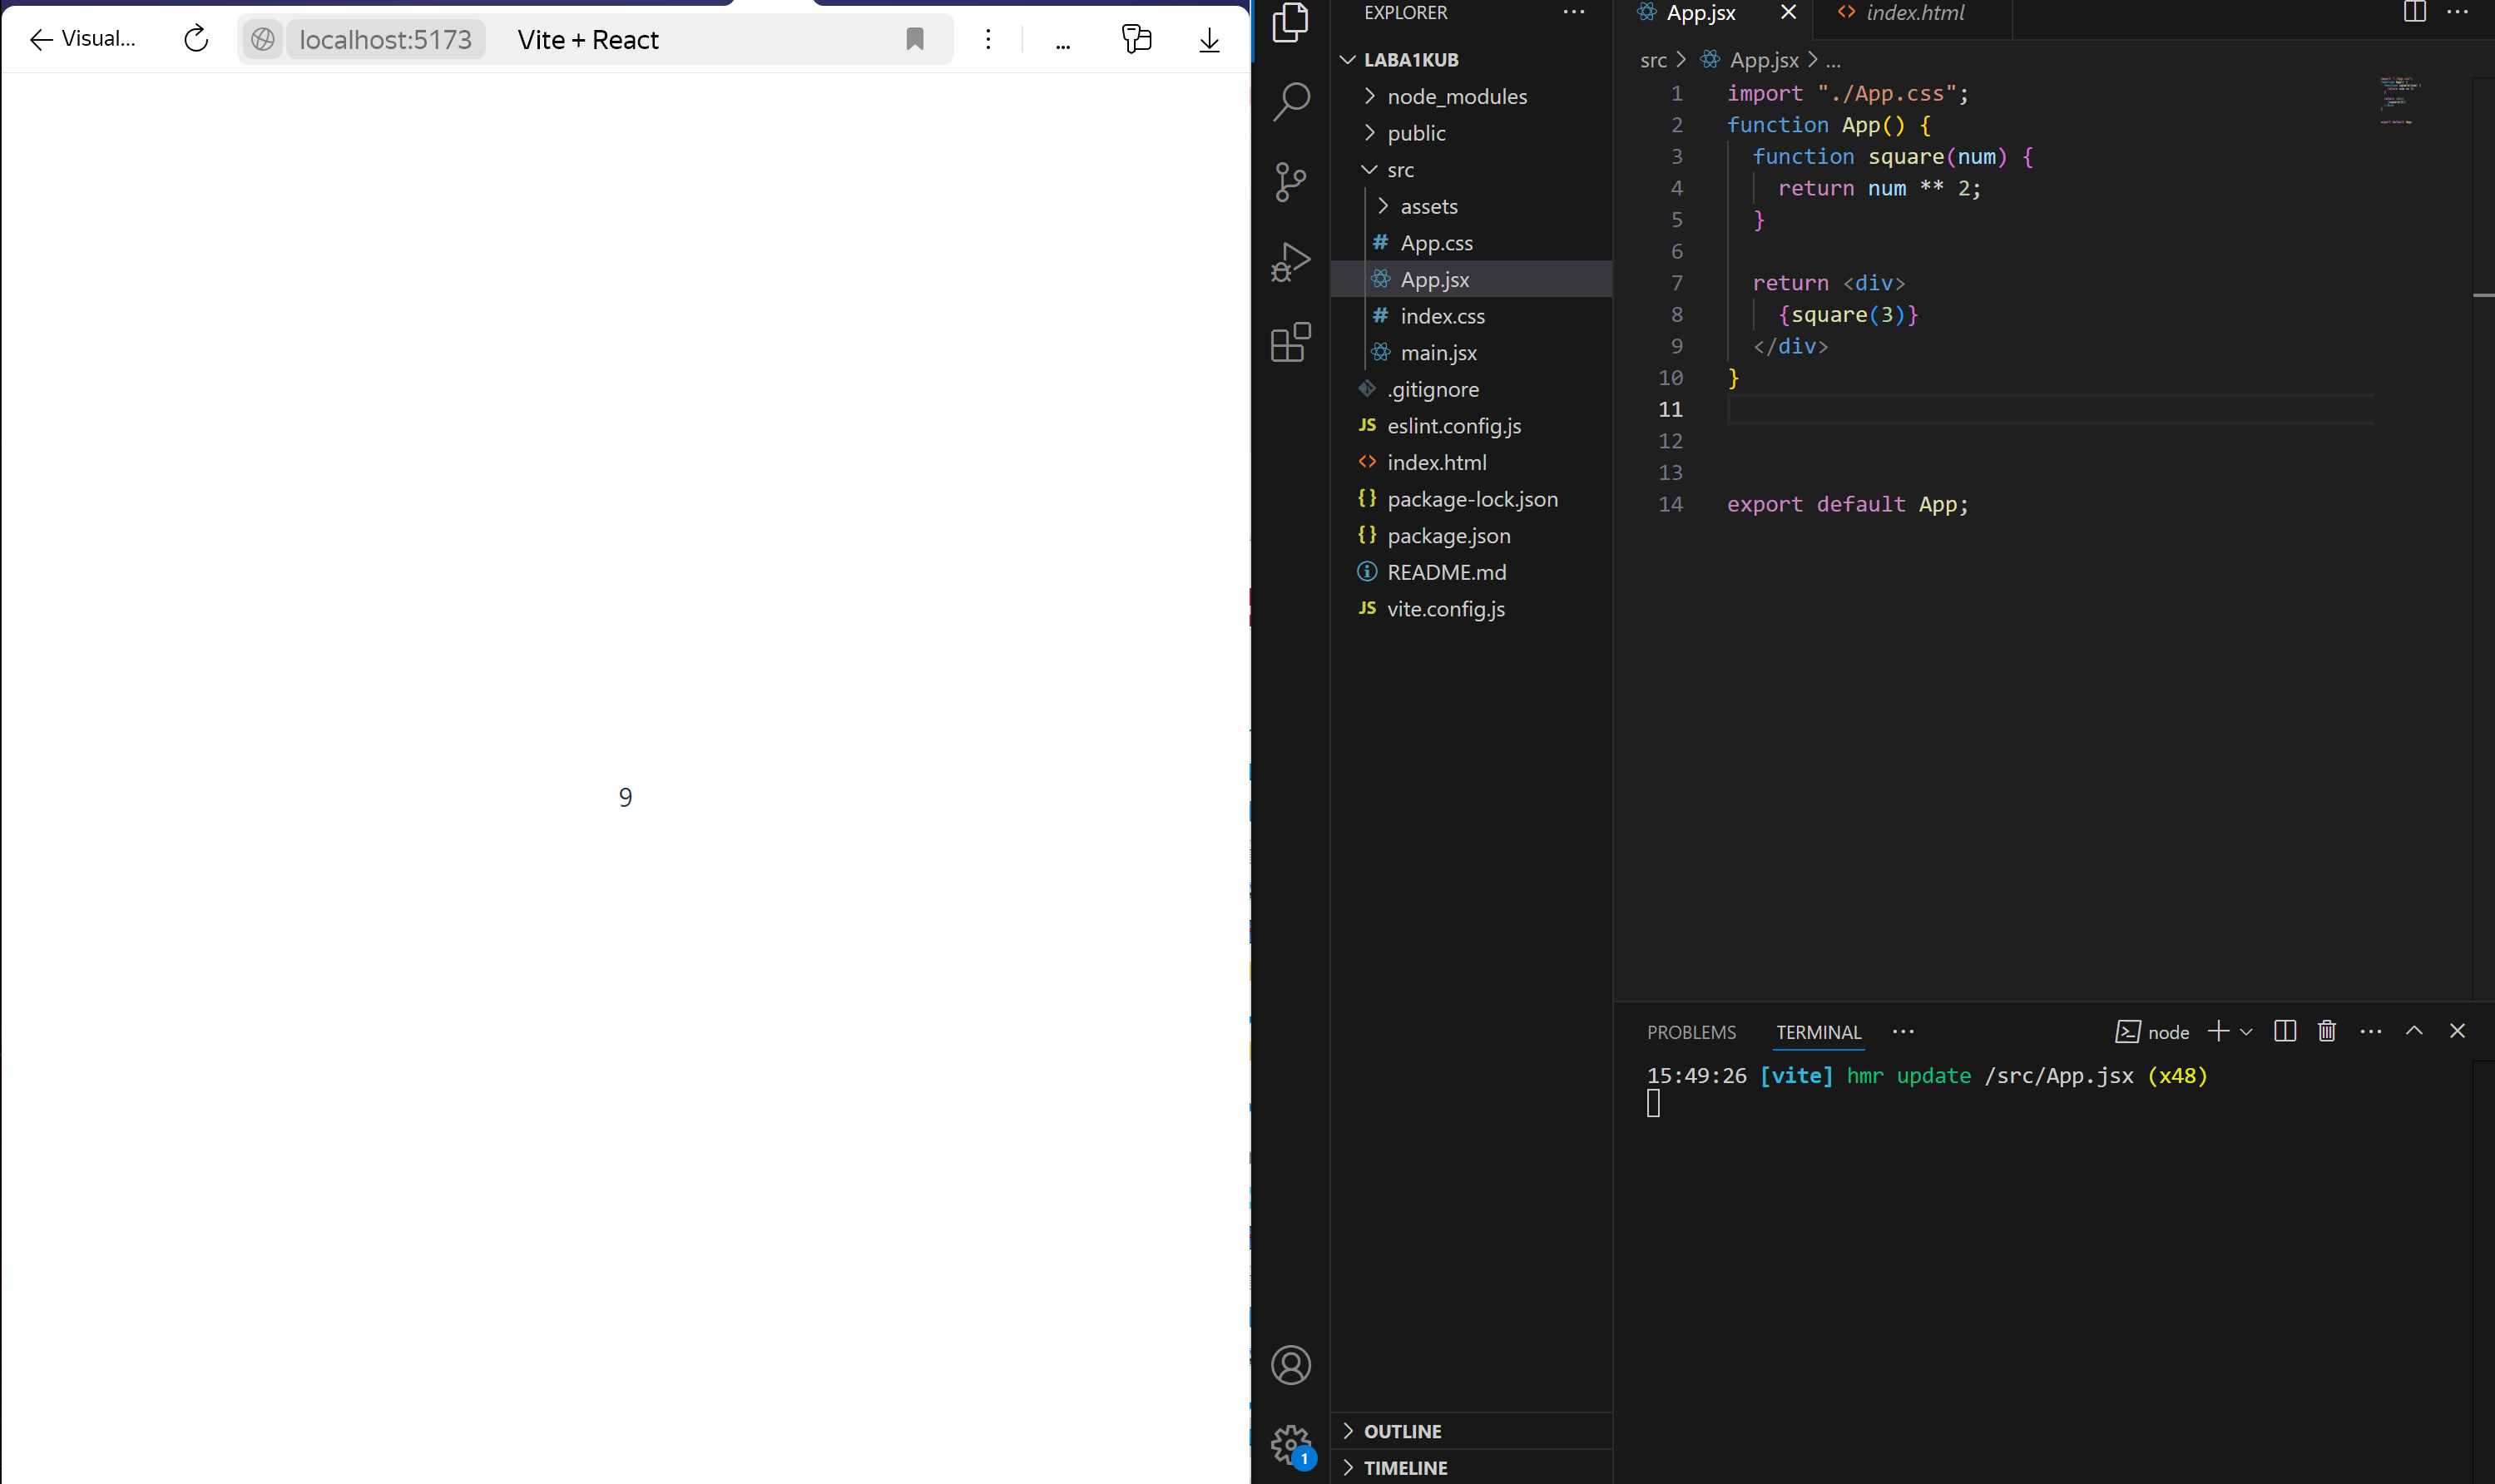 Visual...
localhost:5173
Vite + React
...
9
EXPLORER
LABA1KUB
node_modules
public
src
assets
# App.css
App.jsx
# index.css
main.jsx
.gitignore
JS eslint.config.js
<> index.html
{} package-lock.json
{} package.json
README.md
JS vite.config.js
OUTLINE
TIMELINE
1
App.jsx
<> index.html
src > App.jsx > ...
1 import "./App.css";
2 function App() {
3 function square(num) {
4 return num ** 2;
5 }
6
7 return <div>
8 {square(3)}
9 </div>
10 }
11
12
13
14 export default App;
PROBLEMS
TERMINAL
node
15:49:26 [vite] hmr update /src/App.jsx (x48)